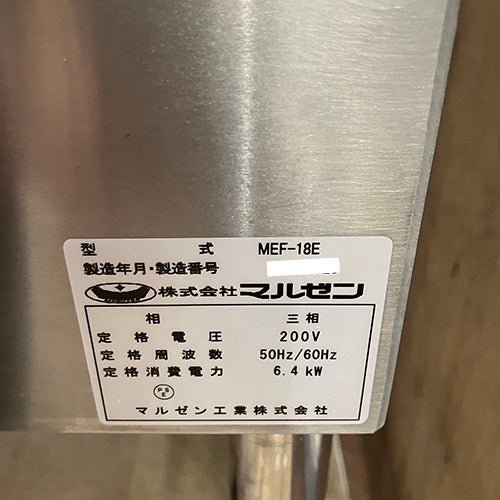 型式 MEF-18E
製造年月・製造番号
株式会社マルゼン
相 三相
定格電圧 200V
定格周波数 50Hz/60Hz
定格消費電力 6.4kW
PSE
マルゼン工業株式会社